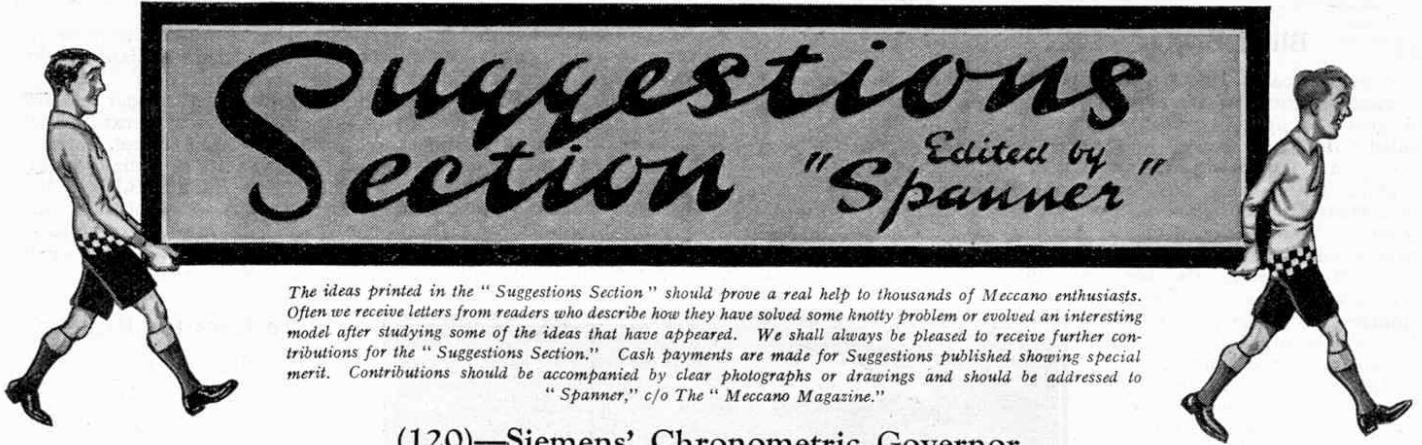 Suggestions
Section
Edited by
"Spanner"
The ideas printed in the " Suggestions Section " should prove a real help to thousands of Meccano enthusiasts.
Often we receive letters from readers who describe how they have solved some knotty problem or evolved an interesting
model after studying some of the ideas that have appeared. We shall always be pleased to receive further con-
tributions for the " Suggestions Section." Cash payments are made for Suggestions published showing special
merit. Contributions should be accompanied by clear photographs or drawings and should be addressed to
" Spanner," c/o The " Meccano Magazine."
(120)—Siemens' Chronometric Governor